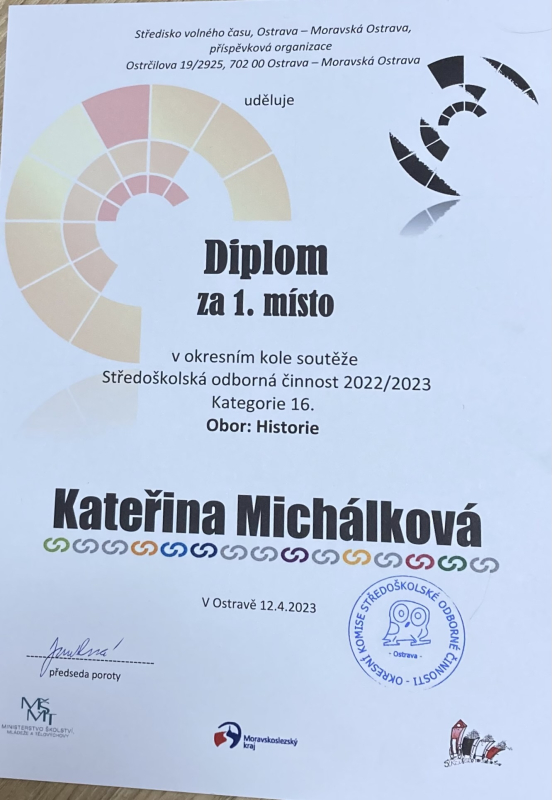 Středisko volného času, Ostrava – Moravská Ostrava,
příspěvková organizace
Ostrčilova 19/2925, 702 00 Ostrava – Moravská Ostrava
uděluje
Diplom
za 1. místo
v okresním kole soutěže
Středoškolská odborná činnost 2022/2023
Kategorie 16.
Obor: Historie
Kateřina Michálková
V Ostravě 12.4.2023
OKRESNÍ KOMISE STŘEDOŠKOLSKÉ ODBORNÉ ČINNOSTI -
- Ostrava -
předseda poroty
MŠMT
MINISTERSTVO ŠKOLSTVÍ,
MLÁDEŽE A TĚLOVÝCHOVY
Moravskoslezský
kraj